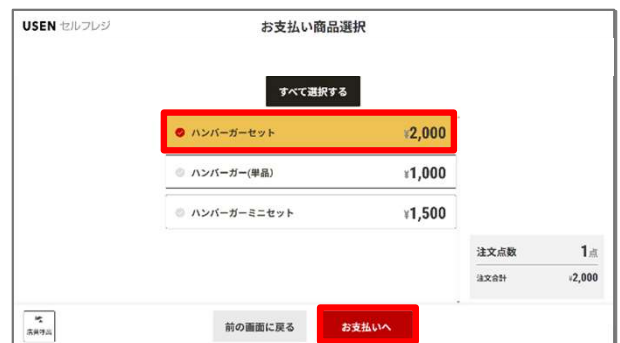 USEN セルフレジ
お支払い商品選択
すべて選択する
ハンバーガーセット ¥2,000
ハンバーガー(単品) ¥1,000
ハンバーガーミニセット ¥1,500
注文点数 1点
注文合計 ¥2,000
前の画面に戻る
お支払いへ